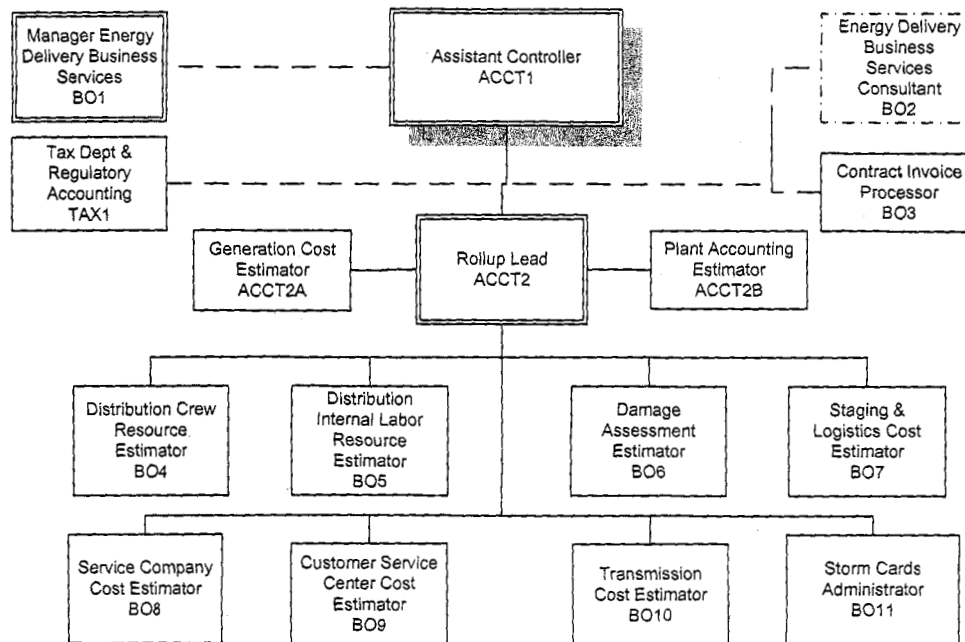 Manager Energy
Delivery Business
Services
BO1
Assistant Controller
ACCT1
Energy Delivery
Business
Services
Consultant
BO2
Tax Dept &
Regulatory
Accounting
TAX1
Contract Invoice
Processor
BO3
Generation Cost
Estimator
ACCT2A
Rollup Lead
ACCT2
Plant Accounting
Estimator
ACCT2B
Distribution Crew
Resource
Estimator
BO4
Distribution
Internal Labor
Resource
Estimator
BO5
Damage
Assessment
Estimator
BO6
Staging &
Logistics Cost
Estimator
BO7
Service Company
Cost Estimator
BO8
Customer Service
Center Cost
Estimator
BO9
Transmission
Cost Estimator
BO10
Storm Cards
Administrator
BO11